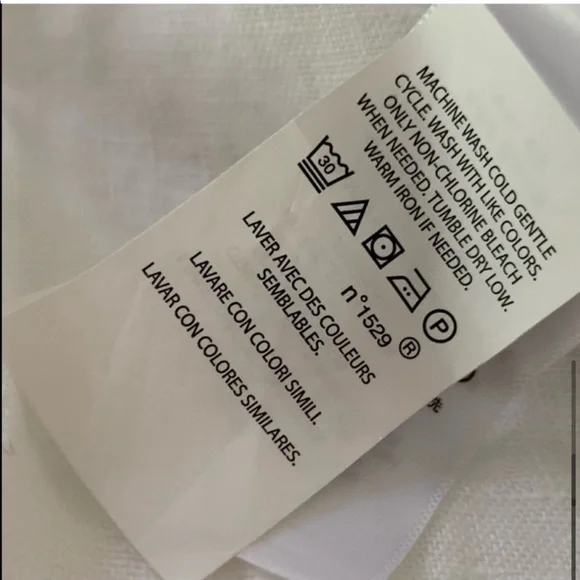 MACHINE WASH COLD GENTLE
CYCLE. WASH WITH LIKE COLORS.
ONLY NON-CHLORINE BLEACH
WHEN NEEDED. TUMBLE DRY LOW.
WARM IRON IF NEEDED.
30
P
n°1529 ®
LAVER AVEC DES COULEURS
SEMBLABLES.
LAVARE CON COLORI SIMILI.
LAVAR CON COLORES SIMILARES.